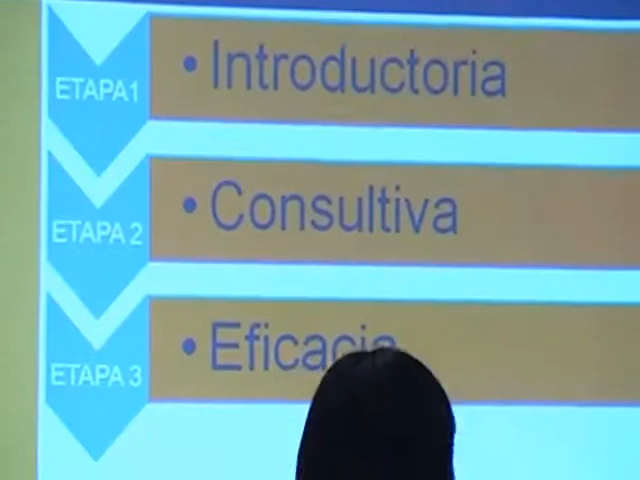 ETAPA1
• Introductoria
ETAPA 2
• Consultiva
ETAPA 3
• Eficacia